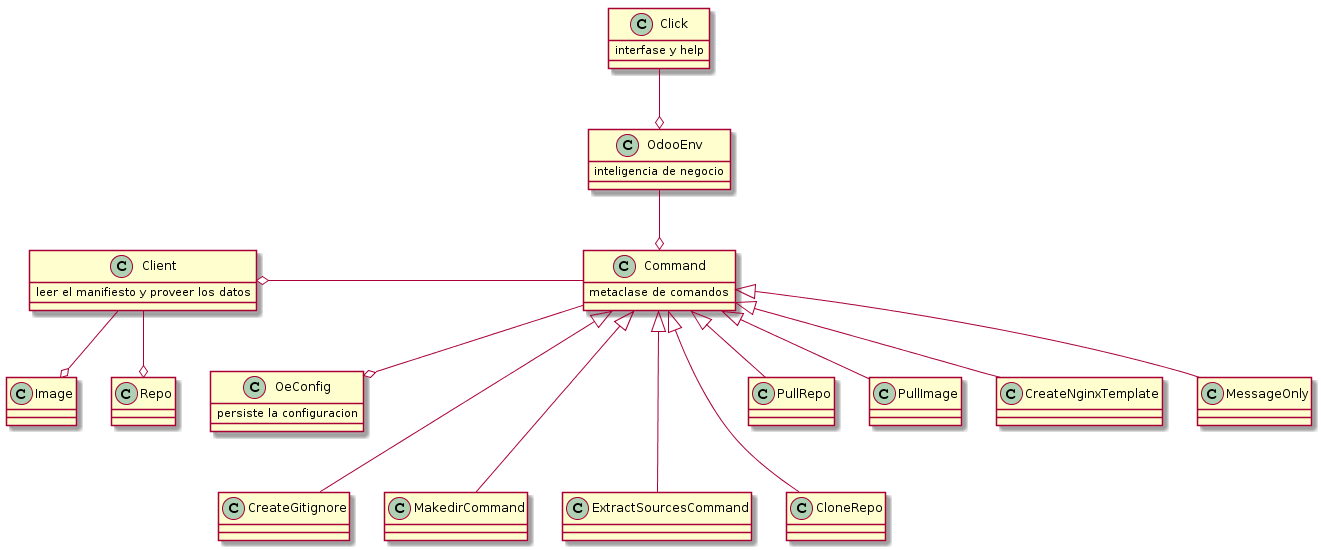 C Click
interfase y help
C OdooEnv
inteligencia de negocio
C Client
leer el manifiesto y proveer los datos
C Command
metaclase de comandos
C Image
C Repo
C OeConfig
persiste la configuracion
C PullRepo
C PullImage
C CreateNginxTemplate
C MessageOnly
C CreateGitignore
C MakedirCommand
C ExtractSourcesCommand
C CloneRepo